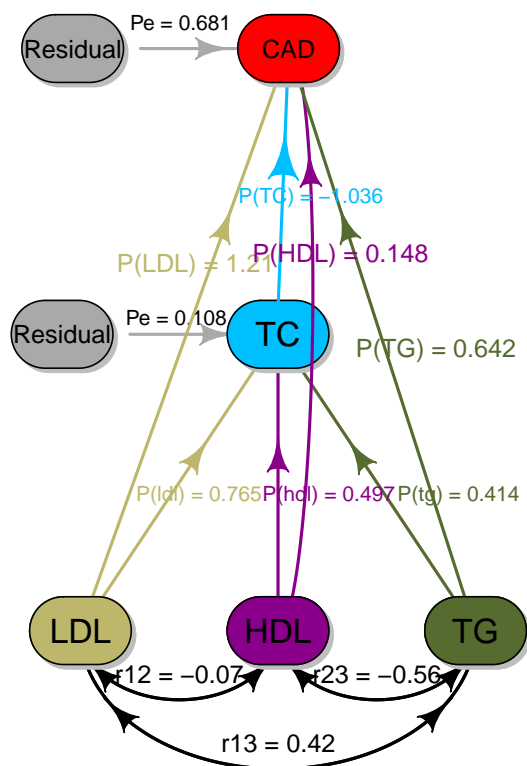 Pe = 0.681
Residual
CAD
P(TC) = −1.036
P(LDL) = 1.21
P(HDL) = 0.148
Pe = 0.108
Residual
TC
P(TG) = 0.642
P(ldl) = 0.765
P(hdl) = 0.497
P(tg) = 0.414
LDL
HDL
TG
r12 = −0.07
r23 = −0.56
r13 = 0.42